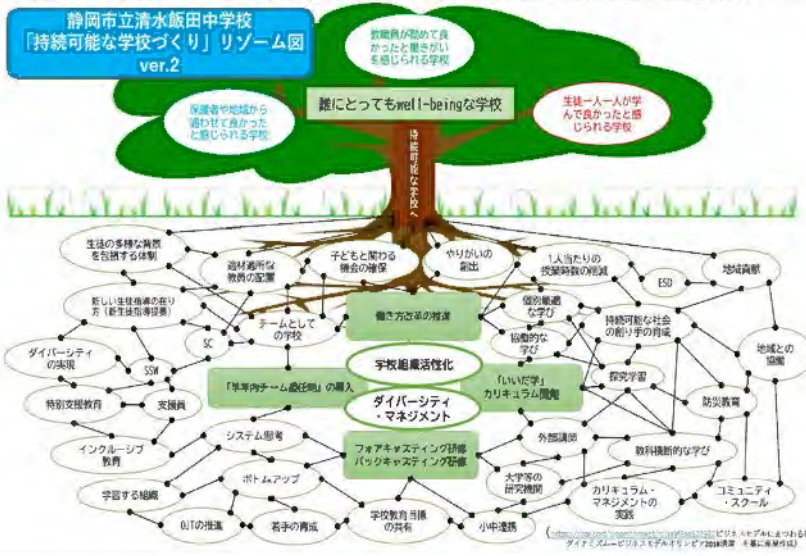 静岡市立清水飯田中学校
「持続可能な学校づくり」リゾーム図
ver.2
教職員が勤めて良
かったと働きがい
を感じられる学校
誰にとってもwell-beingな学校
保護者や地域から
通わせて良かった
と感じられる学校
生徒一人一人が学
んで良かったと感
じられる学校
持続可能な学校へ
生徒の多様な背景
を包摂する体制
適材適所な
教員の配置
子どもと関わる
機会の確保
やりがいの
創出
1人当たりの
授業時数の削減
ESD
地域貢献
新しい生徒指導の在り
方(新生徒指導提要)
SC
チームとして
の学校
働き方改革の推進
個別最適
な学び
協働的な
学び
持続可能な社会
の創り手の育成
ダイバーシティ
の実現
SSW
学校組織活性化
地域との
協働
特別支援教育
支援員
「学年内チーム担任制」の導入
ダイバーシティ・
マネジメント
「いいだ学」
カリキュラム開発
探究学習
防災教育
インクルーシブ
教育
システム思考
フォアキャスティング研修
バックキャスティング研修
外部講師
教科横断的な学び
学習する組織
ボトムアップ
大学等の
研究機関
カリキュラム・
マネジメントの
実践
コミュニティ
・スクール
OJTの推進
若手の育成
学校教育目標
の共有
小中連携